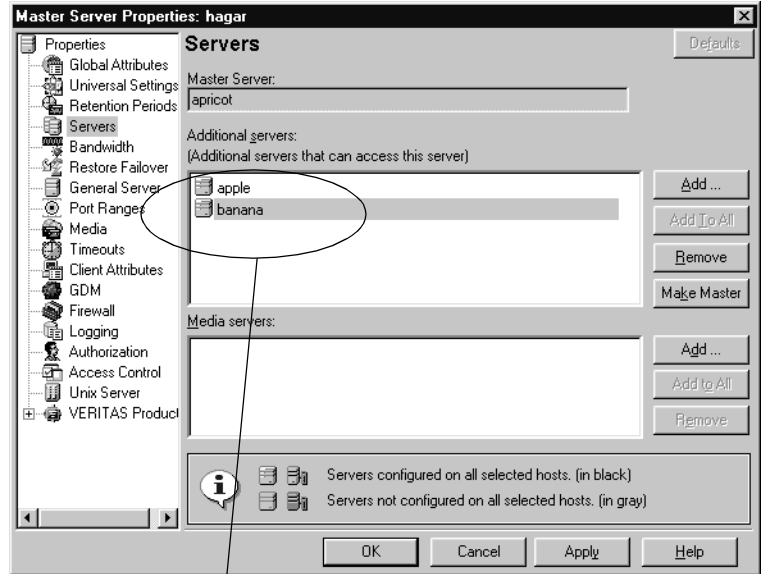 Master Server Properties: hagar
Properties
Global Attributes
Universal Settings
Retention Periods
Servers
Bandwidth
Restore Failover
General Server
Port Ranges
Media
Timeouts
Client Attributes
GDM
Firewall
Logging
Authorization
Access Control
Unix Server
VERITAS Product
Servers
Defaults
Master Server:
apricot
Additional servers:
(Additional servers that can access this server)
apple
banana
Add ...
Add To All
Remove
Make Master
Media servers:
Add ...
Add to All
Remove
Servers configured on all selected hosts. (in black)
Servers not configured on all selected hosts. (in gray)
OK
Cancel
Apply
Help